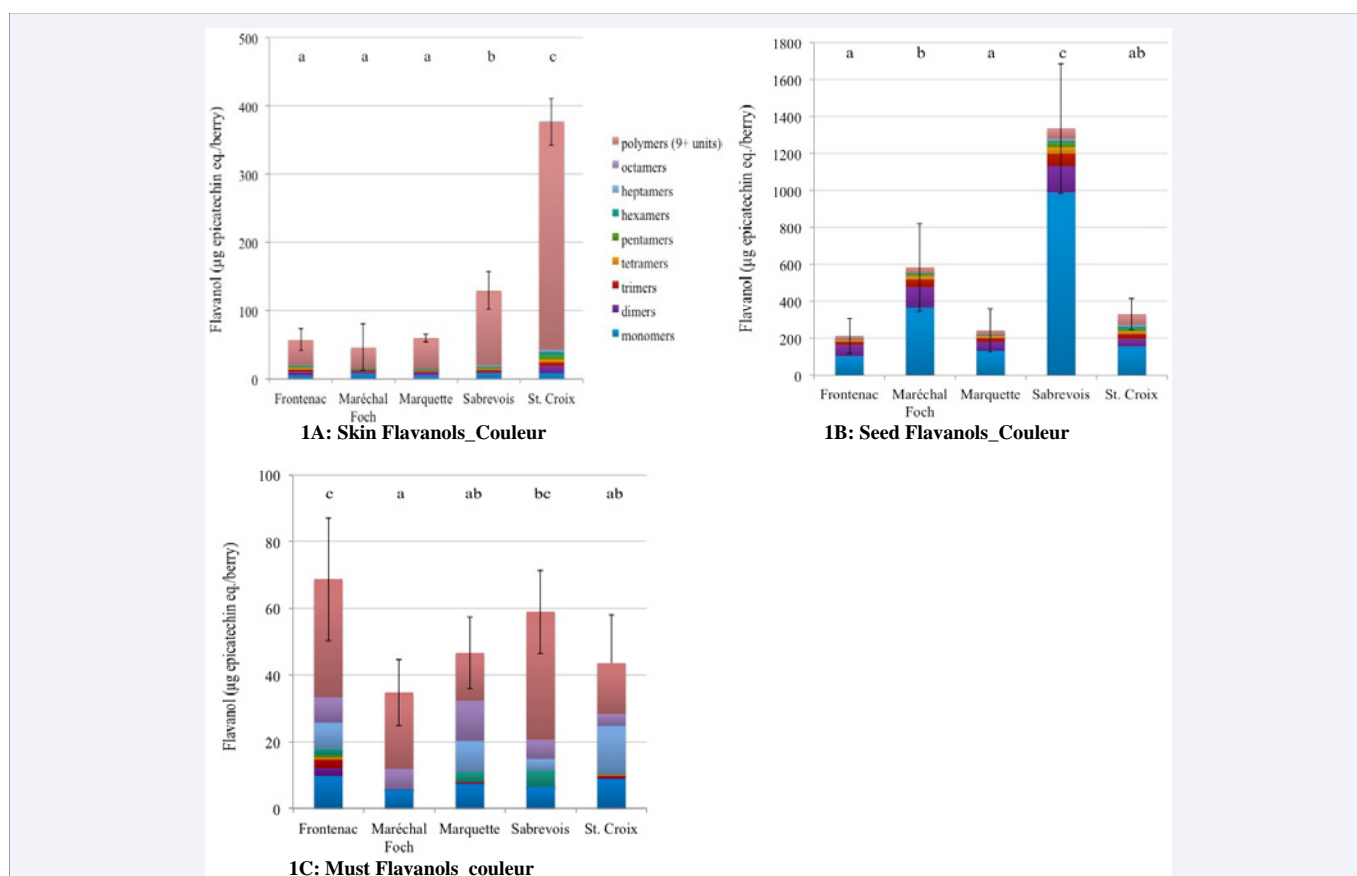 500
400
300
200
100
0
Flavanol (µg epicatechin eq./berry)
a a a b c
Frontenac Maréchal Foch Marquette Sabrevois St. Croix
polymers (9+ units)
octamers
heptamers
hexamers
pentamers
tetramers
trimers
dimers
monomers
1A: Skin Flavanols_Couleur
1800
1600
1400
1200
1000
800
600
400
200
0
Flavanol (µg epicatechin eq./berry)
a b a c ab
Frontenac Maréchal Foch Marquette Sabrevois St. Croix
1B: Seed Flavanols_Couleur
100
80
60
40
20
0
Flavanol (µg epicatechin eq./berry)
c a ab bc ab
Frontenac Maréchal Foch Marquette Sabrevois St. Croix
1C: Must Flavanols_couleur